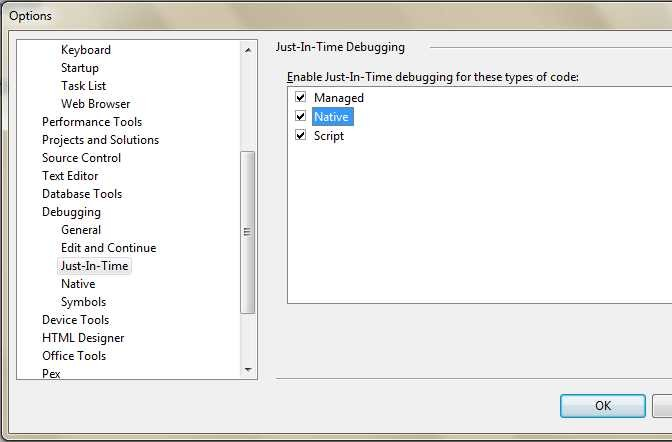 Options
Keyboard
Startup
Task List
Web Browser
Performance Tools
Projects and Solutions
Source Control
Text Editor
Database Tools
Debugging
General
Edit and Continue
Just-In-Time
Native
Symbols
Device Tools
HTML Designer
Office Tools
Pex
Just-In-Time Debugging
Enable Just-In-Time debugging for these types of code:
Managed
Native
Script
OK